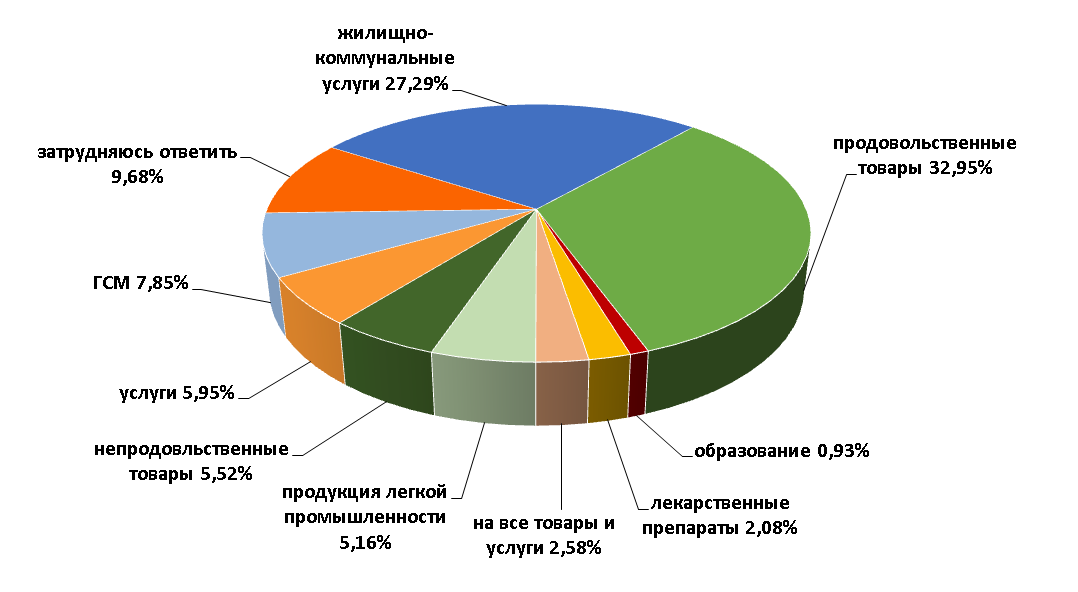 жилищно-
коммунальные
услуги 27,29%
продовольственные
товары 32,95%
затрудняюсь ответить
9,68%
ГСМ 7,85%
услуги 5,95%
непродовльственные
товары 5,52%
продукция легкой
промышленности
5,16%
на все товары и
услуги 2,58%
лекарственные
препараты 2,08%
образование 0,93%